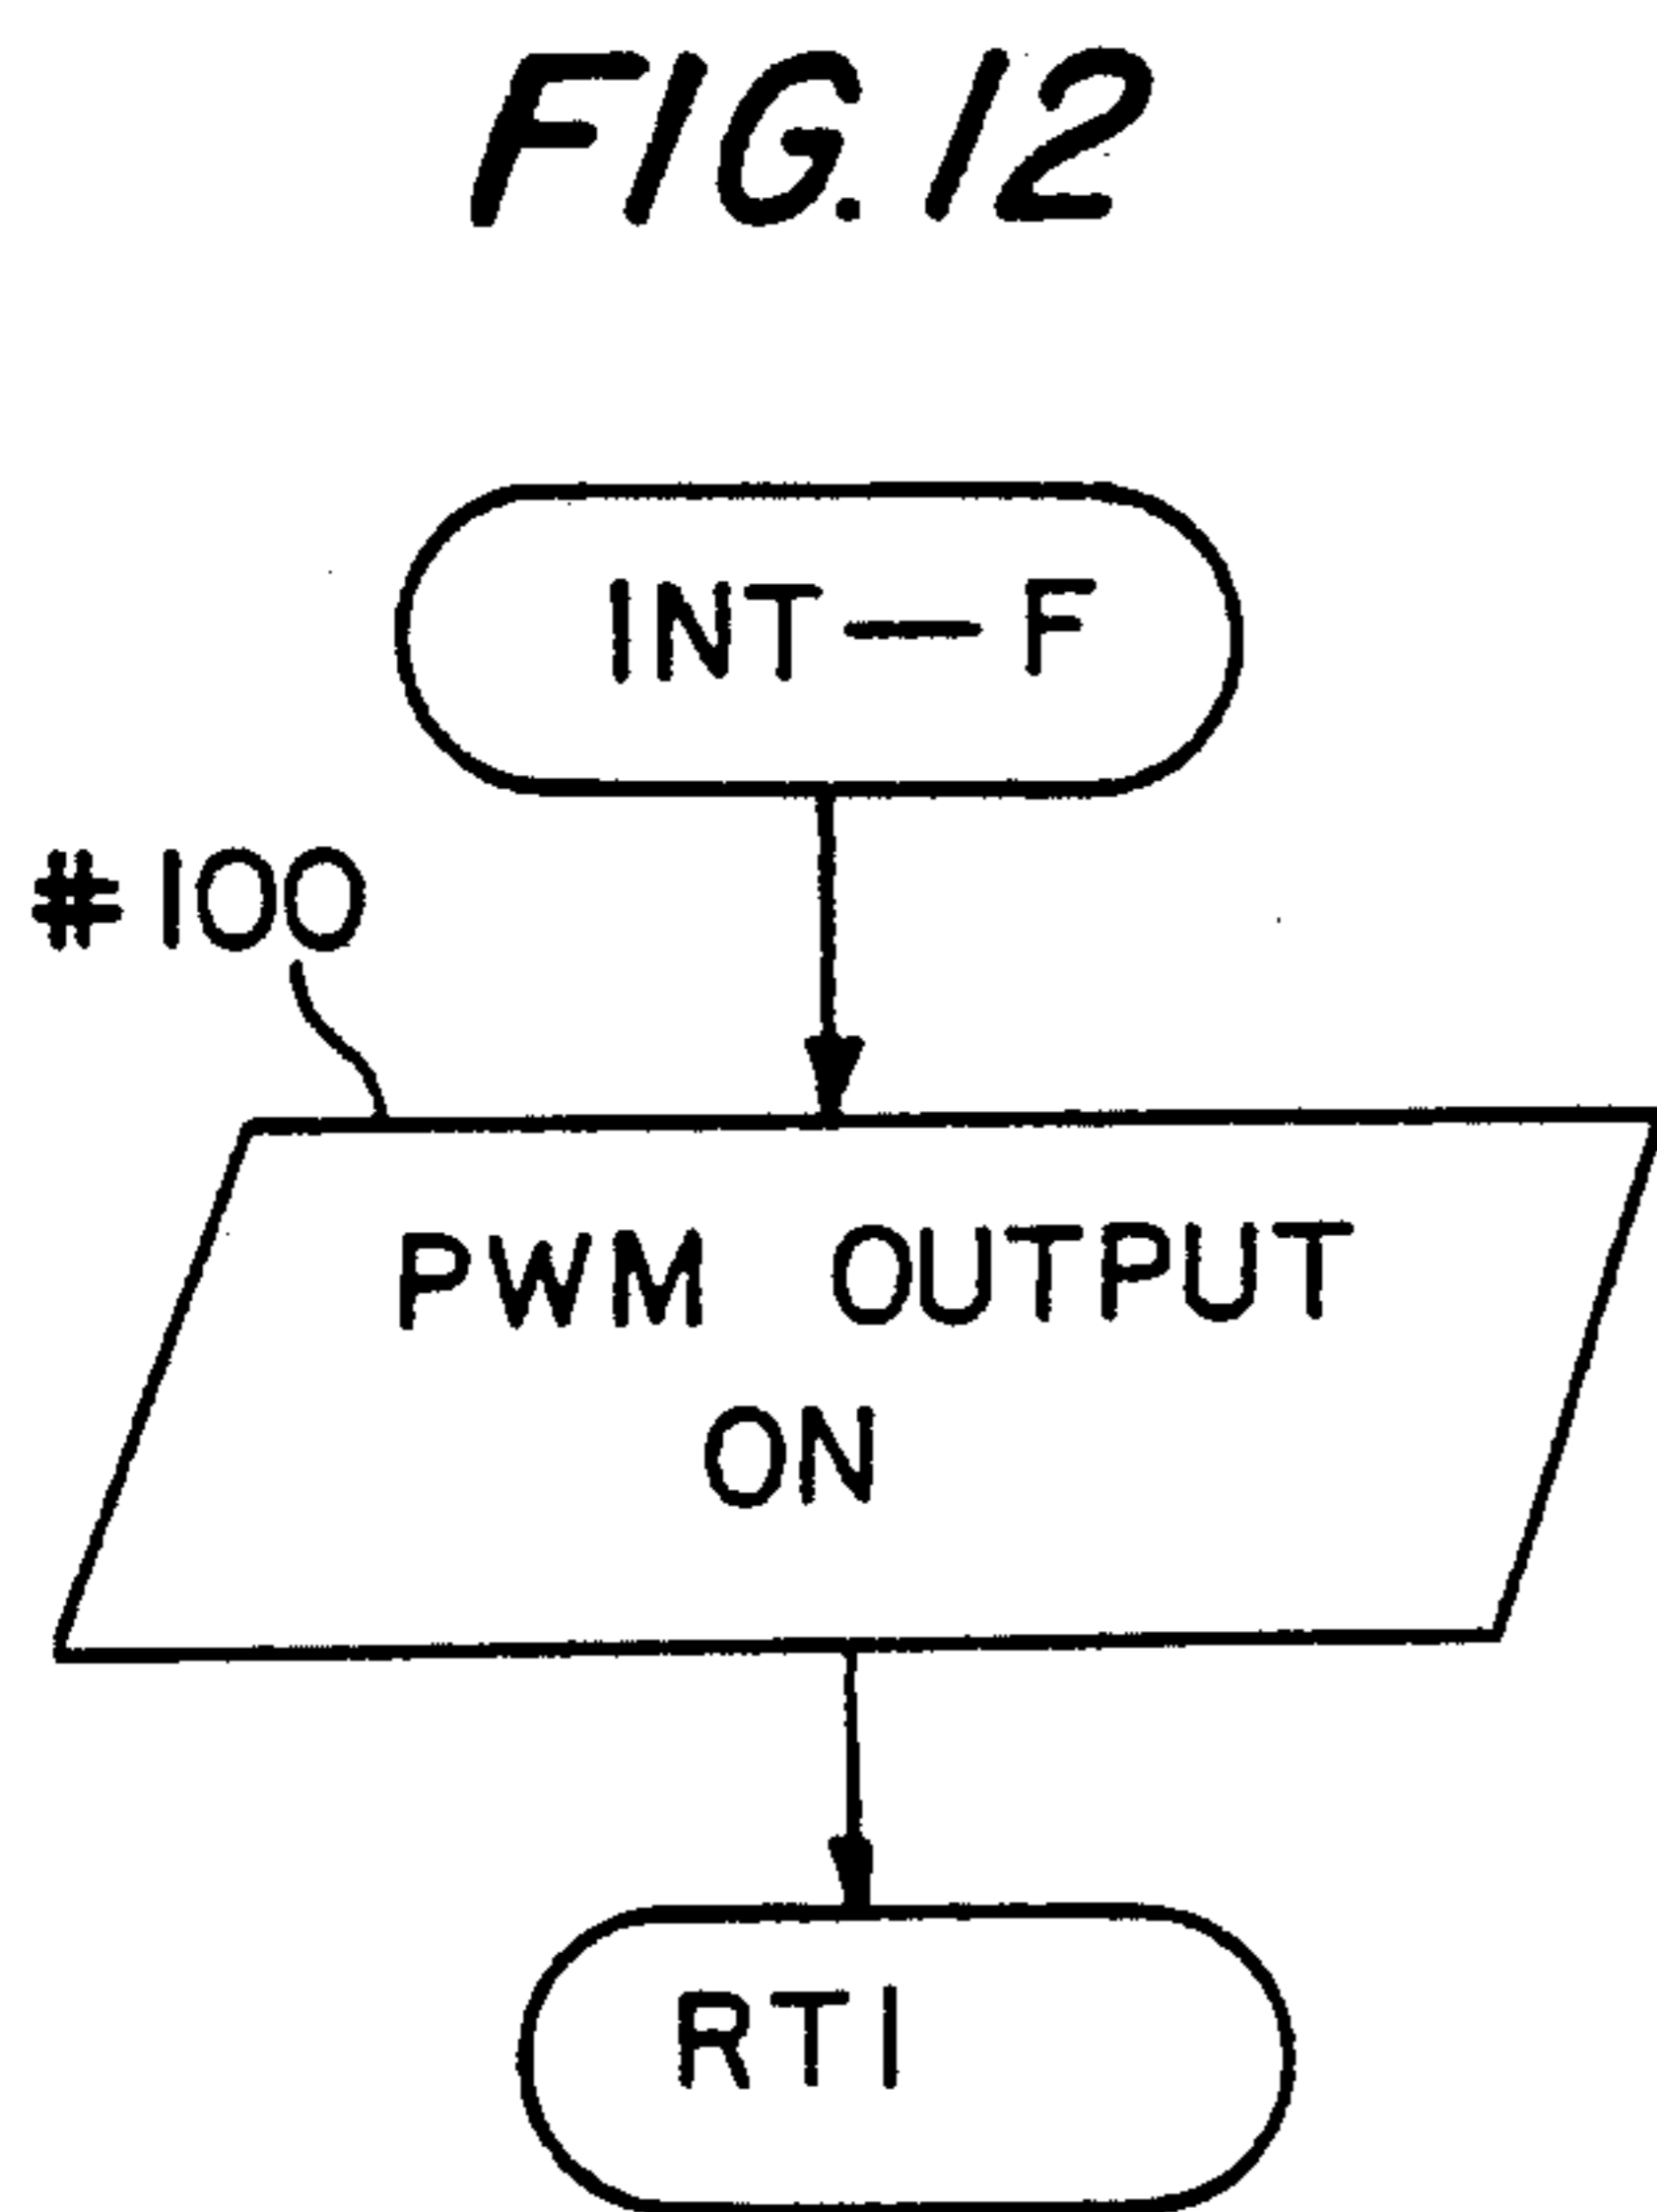 FIG. 12
INT — F
#100
PWM OUTPUT
ON
RTI